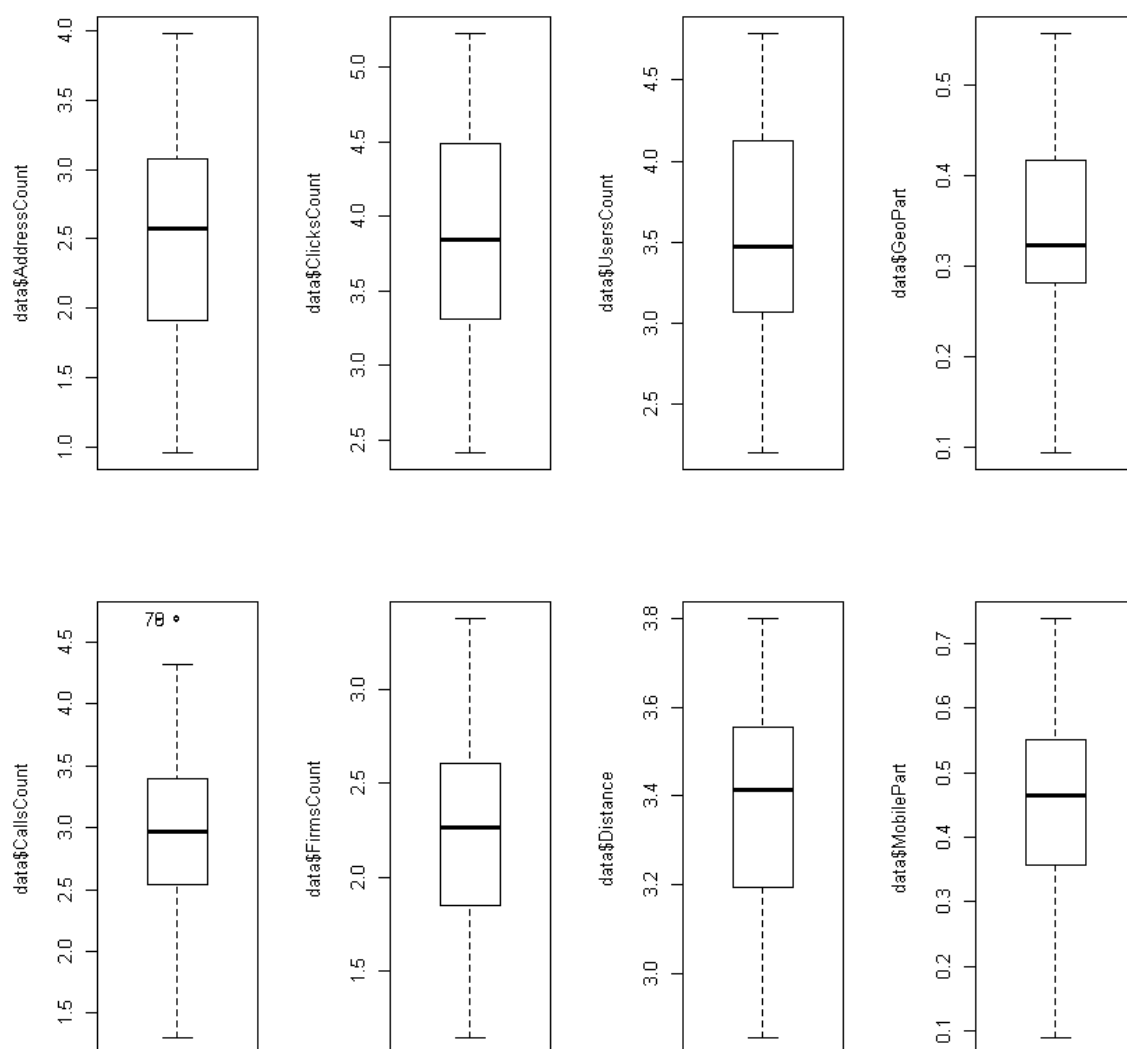 data$AddressCount
1.0 1.5 2.0 2.5 3.0 3.5 4.0
data$ClicksCount
2.5 3.0 3.5 4.0 4.5 5.0
data$UsersCount
2.5 3.0 3.5 4.0 4.5
data$GeoPart
0.1 0.2 0.3 0.4 0.5
data$CallsCount
1.5 2.0 2.5 3.0 3.5 4.0 4.5
data$FirmsCount
1.5 2.0 2.5 3.0
data$Distance
3.0 3.2 3.4 3.6 3.8
data$MobilePart
0.1 0.2 0.3 0.4 0.5 0.6 0.7